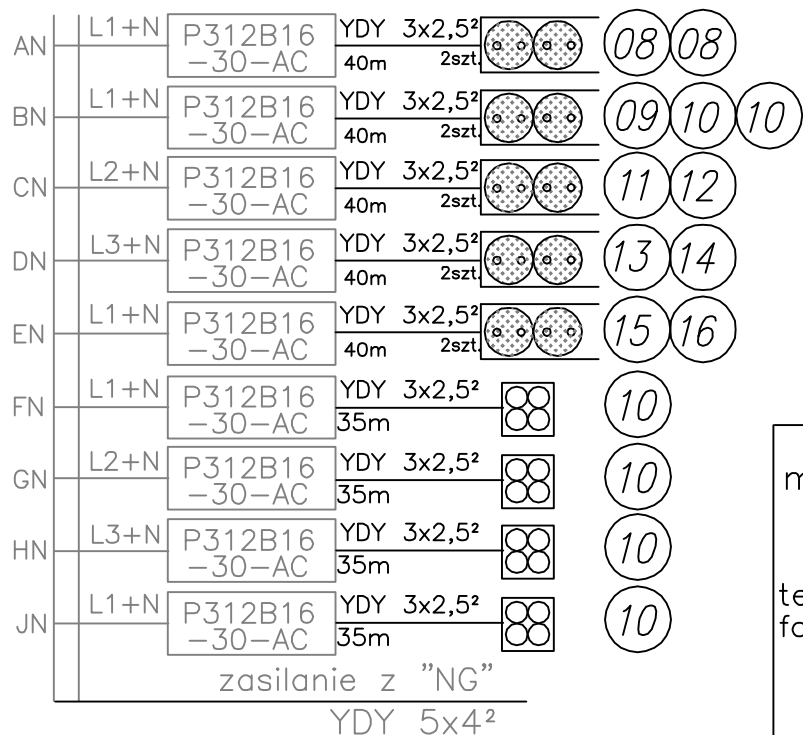 AN L1+N P312B16 YDY 3x2,5² 08 08
-30-AC 40m 2szt.
BN L1+N P312B16 YDY 3x2,5² 09 10 10
-30-AC 40m 2szt.
CN L2+N P312B16 YDY 3x2,5² 11 12
-30-AC 40m 2szt.
DN L3+N P312B16 YDY 3x2,5² 13 14
-30-AC 40m 2szt.
EN L1+N P312B16 YDY 3x2,5² 15 16
-30-AC 40m 2szt.
FN L1+N P312B16 YDY 3x2,5² 10
-30-AC 35m
GN L2+N P312B16 YDY 3x2,5² 10
-30-AC 35m
HN L3+N P312B16 YDY 3x2,5² 10
-30-AC 35m
JN L1+N P312B16 YDY 3x2,5² 10
-30-AC 35m
zasilanie z "NG"
YDY 5x4²